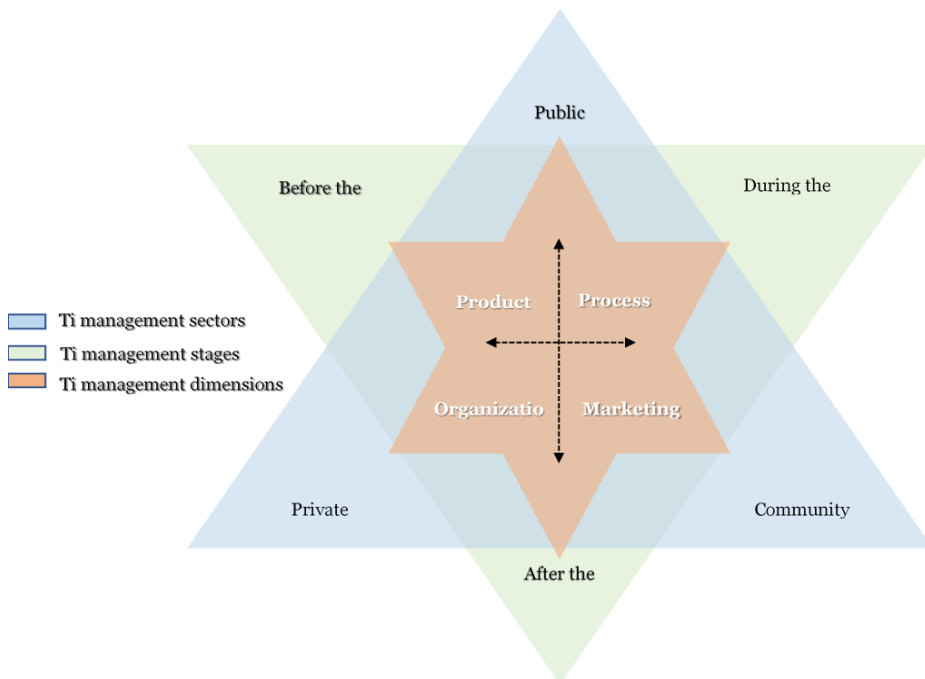 Public
Before the
During the
Product
Process
Ti management sectors
Ti management stages
Ti management dimensions
Organizatio
Marketing
Private
Community
After the